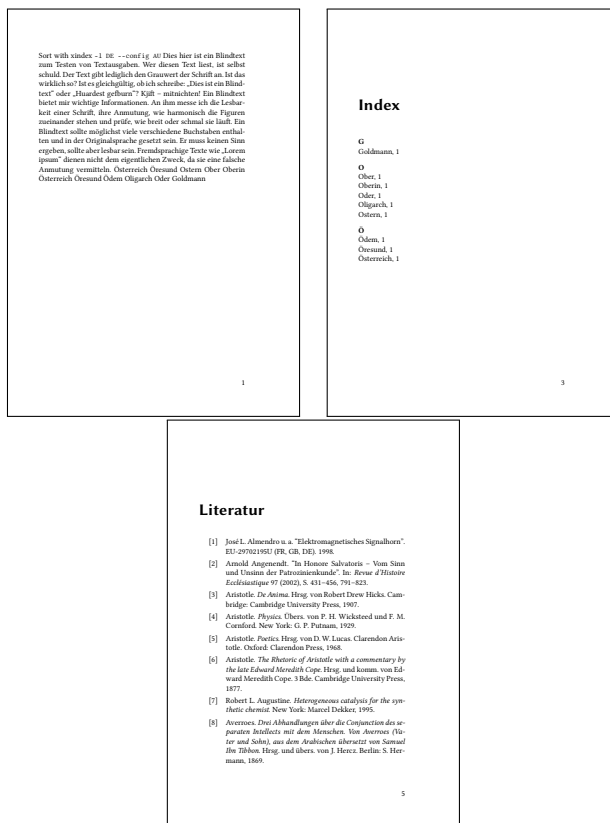 Sort with xindex -l DE --config AU Dies hier ist ein Blindtext
zum Testen von Textausgaben. Wer diesen Text liest, ist selbst
schuld. Der Text gibt lediglich den Grauwert der Schrift an. Ist das
wirklich so? Ist es gleichgültig, ob ich schreibe: „Dies ist ein Blind-
text” oder „Huardest gefburn”? Kjift – mitnichten! Ein Blindtext
bietet mir wichtige Informationen. An ihm messe ich die Lesbar-
keit einer Schrift, ihre Anmutung, wie harmonisch die Figuren
zueinander stehen und prüfe, wie breit oder schmal sie läuft. Ein
Blindtext sollte möglichst viele verschiedene Buchstaben enthal-
ten und in der Originalsprache gesetzt sein. Er muss keinen Sinn
ergeben, sollte aber lesbar sein. Fremdsprachige Texte wie „Lorem
ipsum” dienen nicht dem eigentlichen Zweck, da sie eine falsche
Anmutung vermitteln. Österreich Öresund Ostern Ober Oberin
Österreich Öresund Ödem Oligarch Oder Goldmann
1
Index
G
Goldmann, 1
O
Ober, 1
Oberin, 1
Oder, 1
Oligarch, 1
Ostern, 1
Ö
Ödem, 1
Öresund, 1
Österreich, 1
3
Literatur
[1] José L. Almendro u. a. “Elektromagnetisches Signalhorn”.
EU-29702195U (FR, GB, DE). 1998.
[2] Arnold Angenendt. “In Honore Salvatoris – Vom Sinn
und Unsinn der Patrozinienkunde”. In: Revue d’Histoire
Ecclésiastique 97 (2002), S. 431–456, 791–823.
[3] Aristotle. De Anima. Hrsg. von Robert Drew Hicks. Cam-
bridge: Cambridge University Press, 1907.
[4] Aristotle. Physics. Übers. von P. H. Wicksteed und F. M.
Cornford. New York: G. P. Putnam, 1929.
[5] Aristotle. Poetics. Hrsg. von D. W. Lucas. Clarendon Aris-
totle. Oxford: Clarendon Press, 1968.
[6] Aristotle. The Rhetoric of Aristotle with a commentary by
the late Edward Meredith Cope. Hrsg. und komm. von Ed-
ward Meredith Cope. 3 Bde. Cambridge University Press,
1877.
[7] Robert L. Augustine. Heterogeneous catalysis for the syn-
thetic chemist. New York: Marcel Dekker, 1995.
[8] Averroes. Drei Abhandlungen über die Conjunction des se-
paraten Intellects mit dem Menschen. Von Averroes (Va-
ter und Sohn), aus dem Arabischen übersetzt von Samuel
Ibn Tibbon. Hrsg. und übers. von J. Hercz. Berlin: S. Her-
mann, 1869.
5